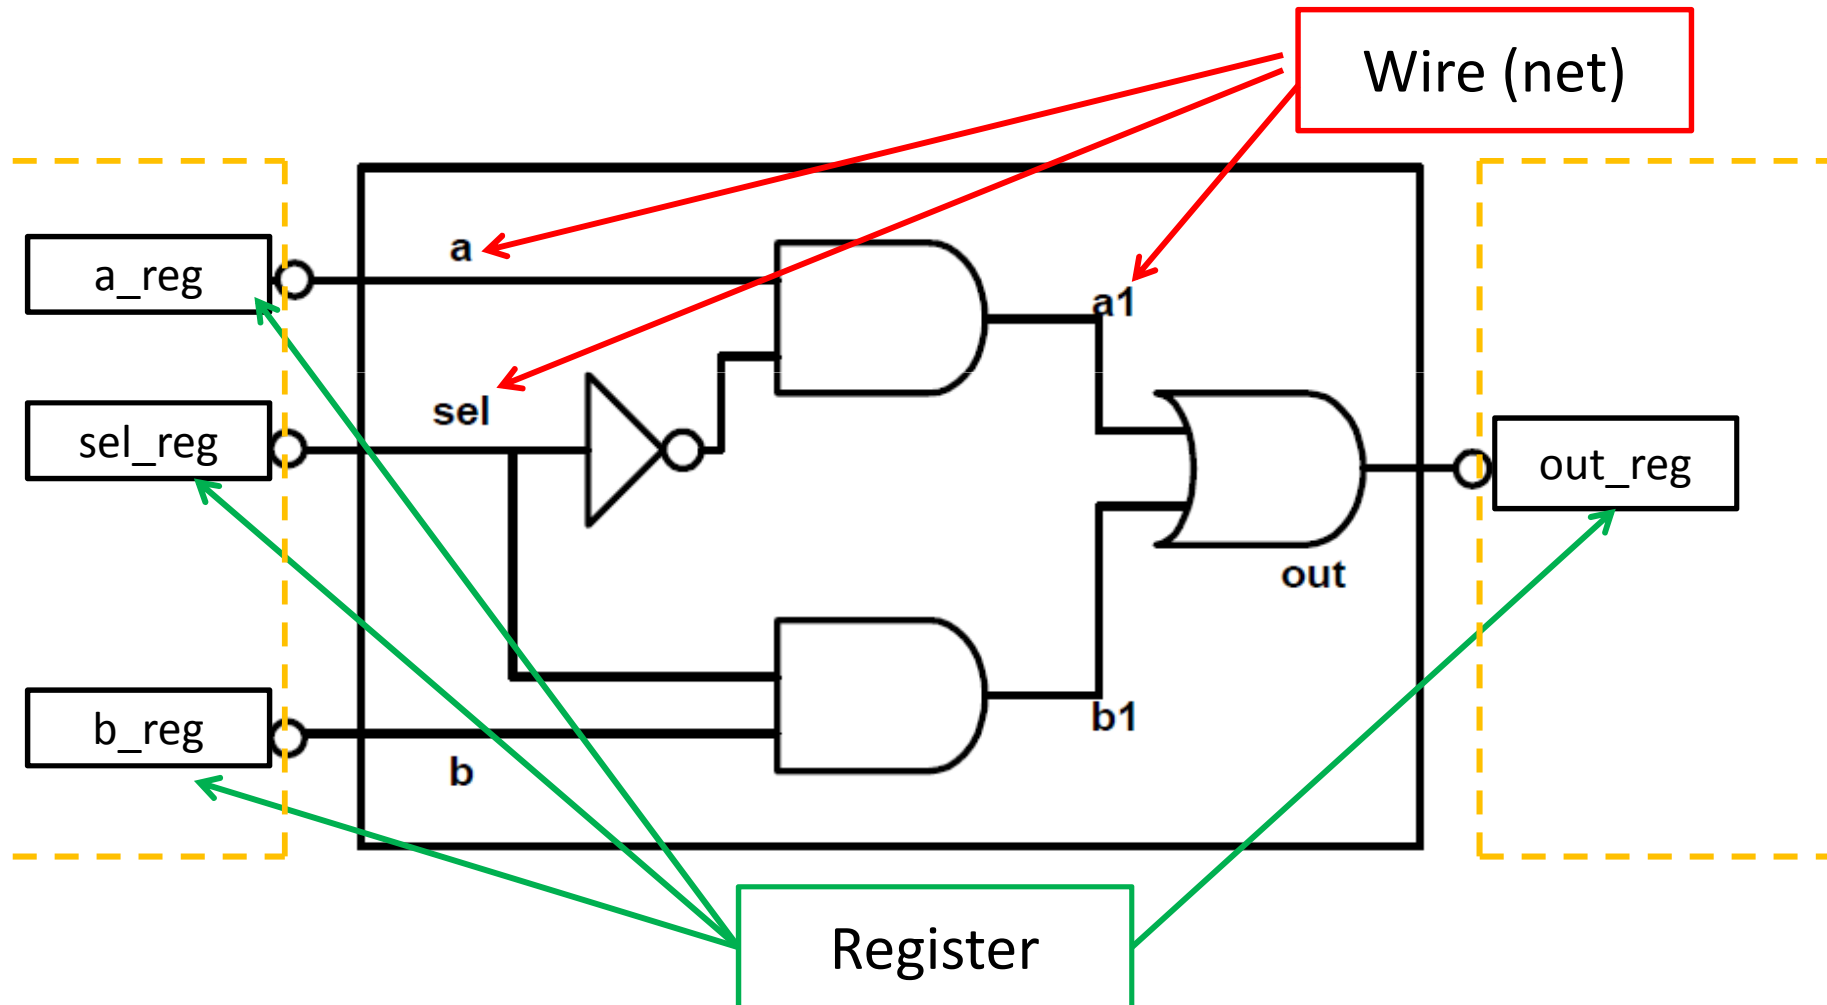 Wire (net)
a
a_reg
a1
sel
sel_reg
out_reg
out
b_reg
b1
b
Register